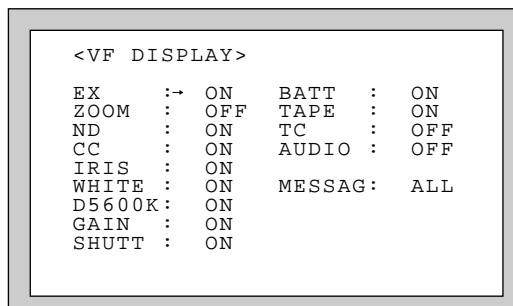 <VF DISPLAY>
EX :→ ON BATT : ON
ZOOM : OFF TAPE : ON
ND : ON TC : OFF
CC : ON AUDIO : OFF
IRIS : ON
WHITE : ON MESSAG: ALL
D5600K: ON
GAIN : ON
SHUTT : ON